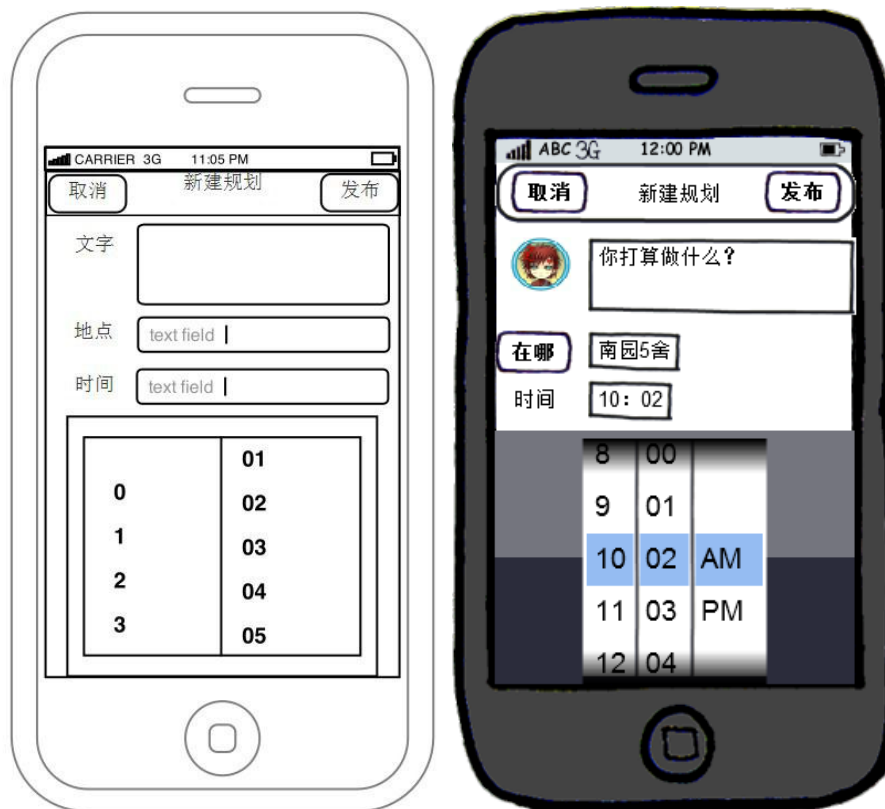 CARRIER 3G 11:05 PM
取消 新建规划 发布
文字
地点 text field
时间 text field
01
0
02
1
03
2
04
3
05
ABC 3G 12:00 PM
取消 新建规划 发布
你打算做什么?
在哪 南园5舍
时间 10: 02
8 00
9 01
10 02 AM
11 03 PM
12 04